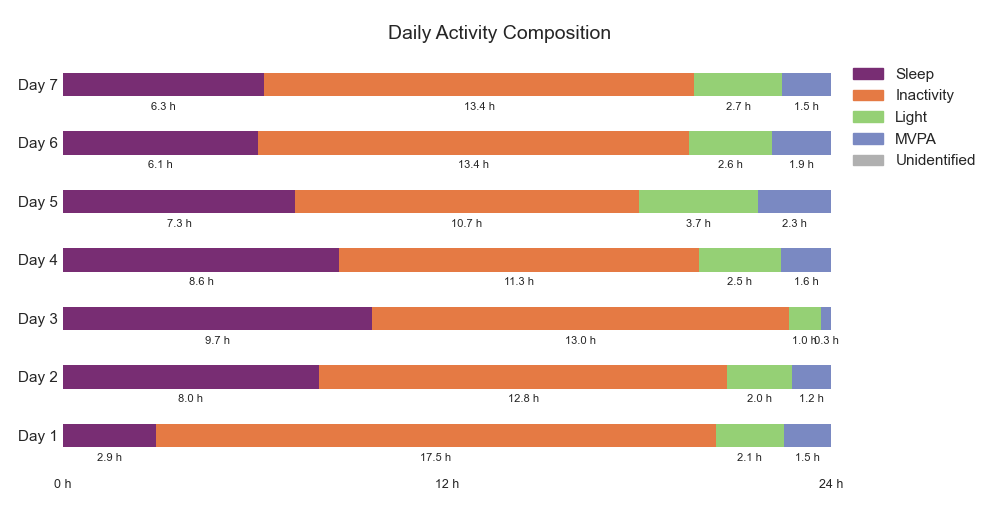 Daily Activity Composition
Sleep
Inactivity
Light
MVPA
Unidentified
Day 7
6.3 h 13.4 h 2.7 h 1.5 h
Day 6
6.1 h 13.4 h 2.6 h 1.9 h
Day 5
7.3 h 10.7 h 3.7 h 2.3 h
Day 4
8.6 h 11.3 h 2.5 h 1.6 h
Day 3
9.7 h 13.0 h 1.0 h 0.3 h
Day 2
8.0 h 12.8 h 2.0 h 1.2 h
Day 1
2.9 h 17.5 h 2.1 h 1.5 h
0 h 12 h 24 h